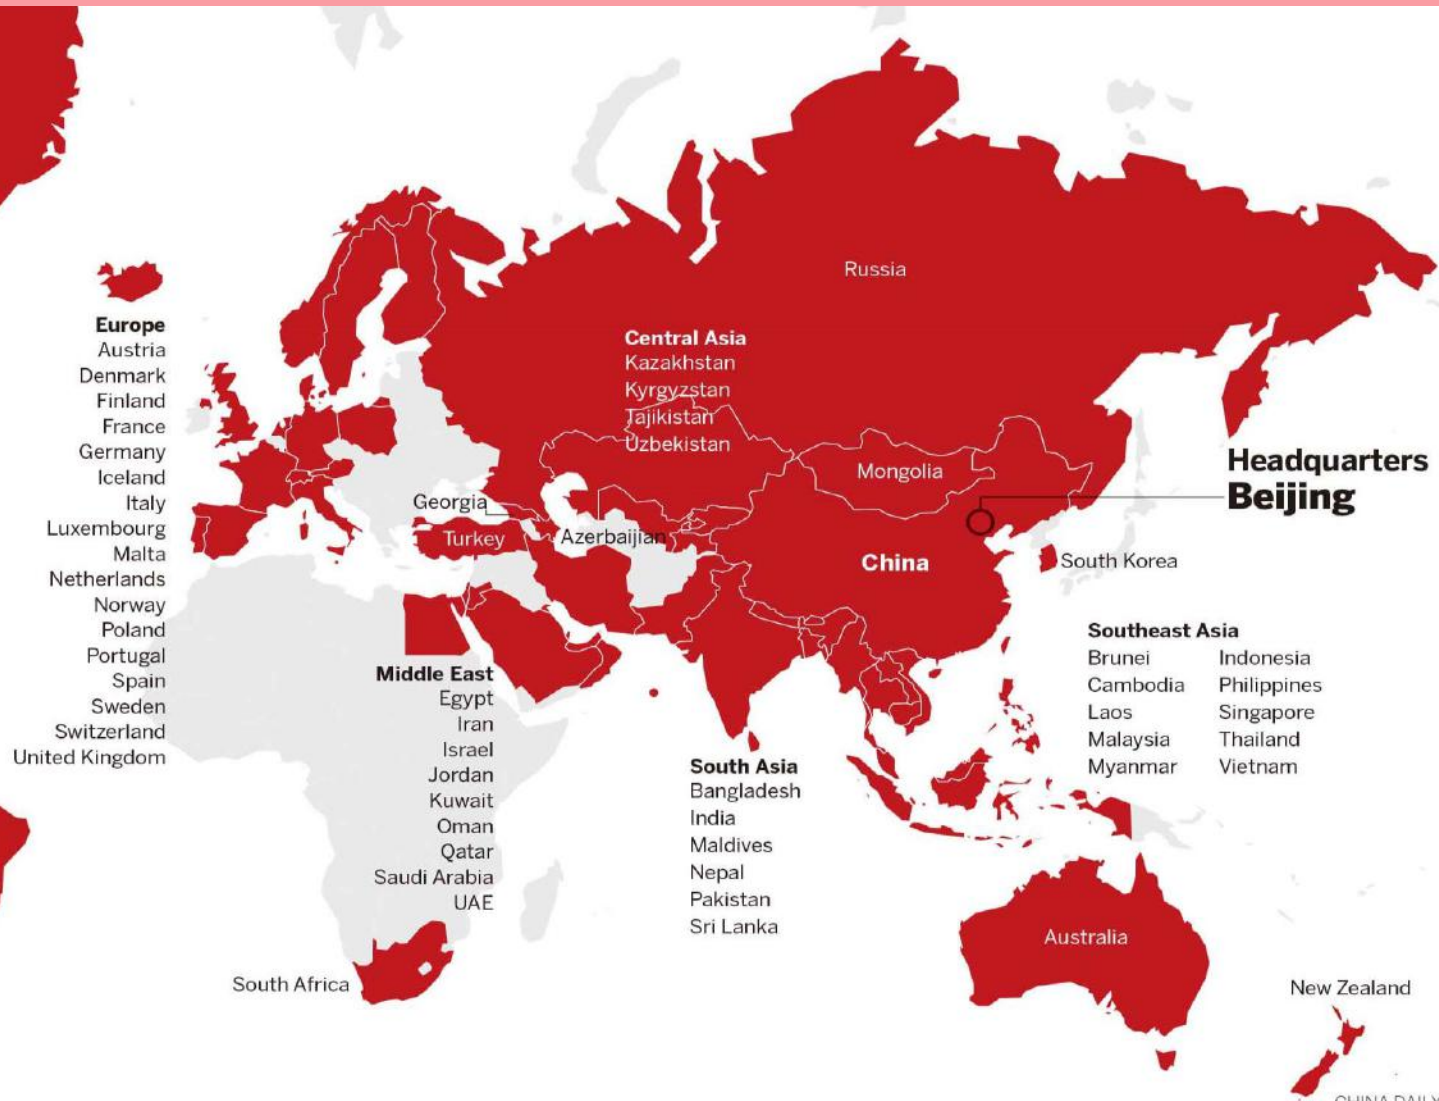 Russia
Europe
Austria
Denmark
Finland
France
Germany
Iceland
Italy
Luxembourg
Malta
Netherlands
Norway
Poland
Portugal
Spain
Sweden
Switzerland
United Kingdom
Central Asia
Kazakhstan
Kyrgyzstan
Tajikistan
Uzbekistan
Mongolia
Headquarters
Beijing
Georgia
Turkey
Azerbaijian
China
South Korea
Middle East
Egypt
Iran
Israel
Jordan
Kuwait
Oman
Qatar
Saudi Arabia
UAE
Southeast Asia
Brunei Indonesia
Cambodia Philippines
Laos Singapore
Malaysia Thailand
Myanmar Vietnam
South Asia
Bangladesh
India
Maldives
Nepal
Pakistan
Sri Lanka
Australia
South Africa
New Zealand
CHINA DAILY